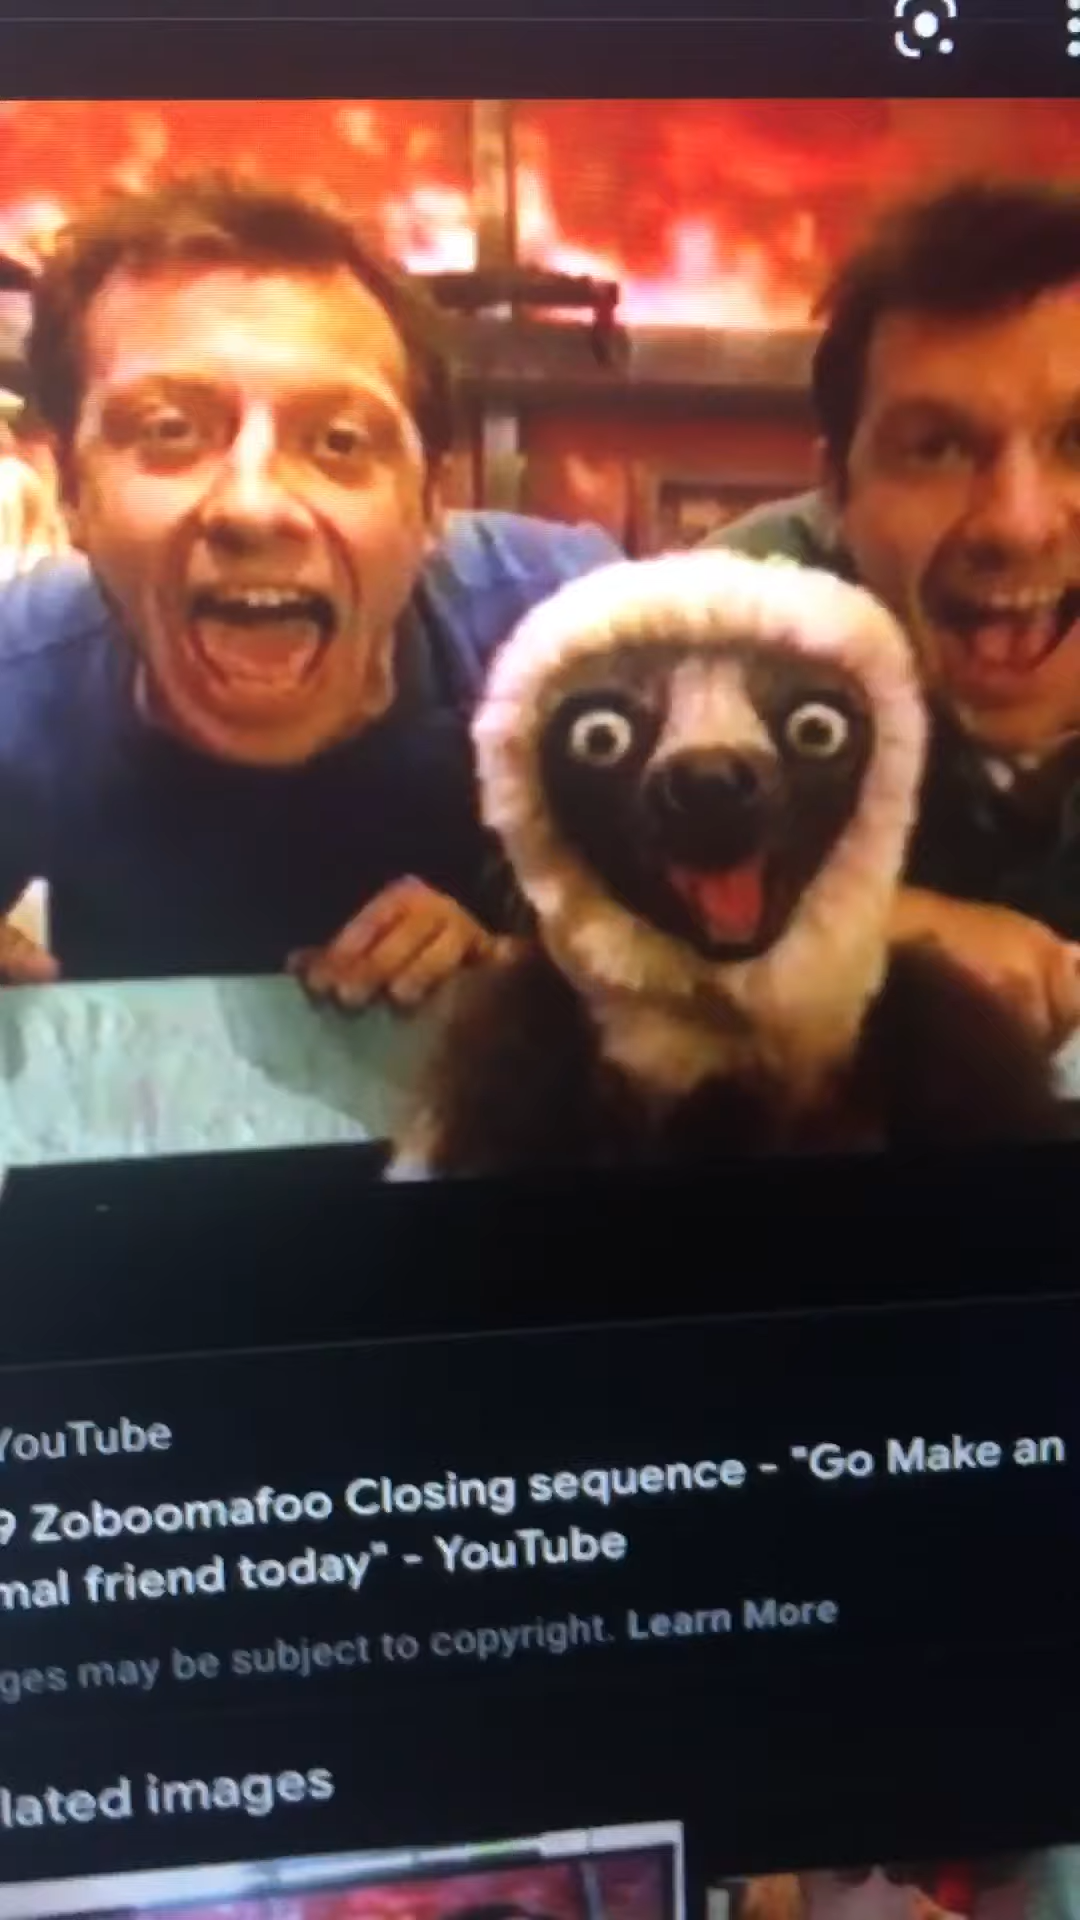 YouTube
9 Zoboomafoo Closing sequence - "Go Make an
mal friend today" - YouTube
ges may be subject to copyright. Learn More
lated images